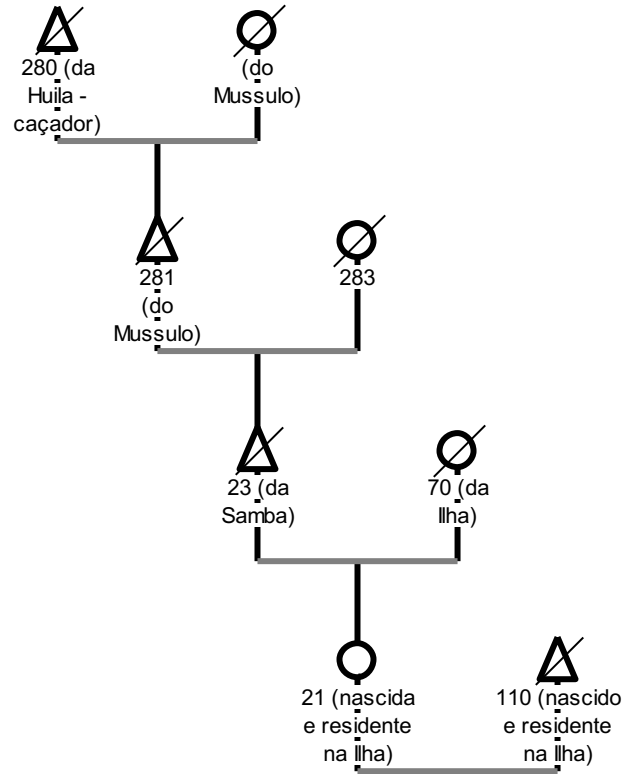 280 (da
Huila -
caçador)
(do
Mussulo)
281
(do
Mussulo)
283
23 (da
Samba)
70 (da
Ilha)
21 (nascida
e residente
na Ilha)
110 (nascido
e residente
na Ilha)